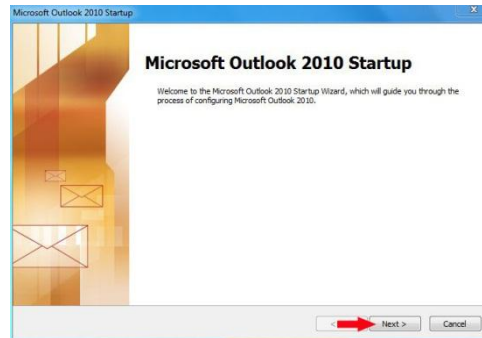 Microsoft Outlook 2010 Startup
Microsoft Outlook 2010 Startup
Welcome to the Microsoft Outlook 2010 Startup Wizard, which will guide you through the
process of configuring Microsoft Outlook 2010.
< Next > Cancel